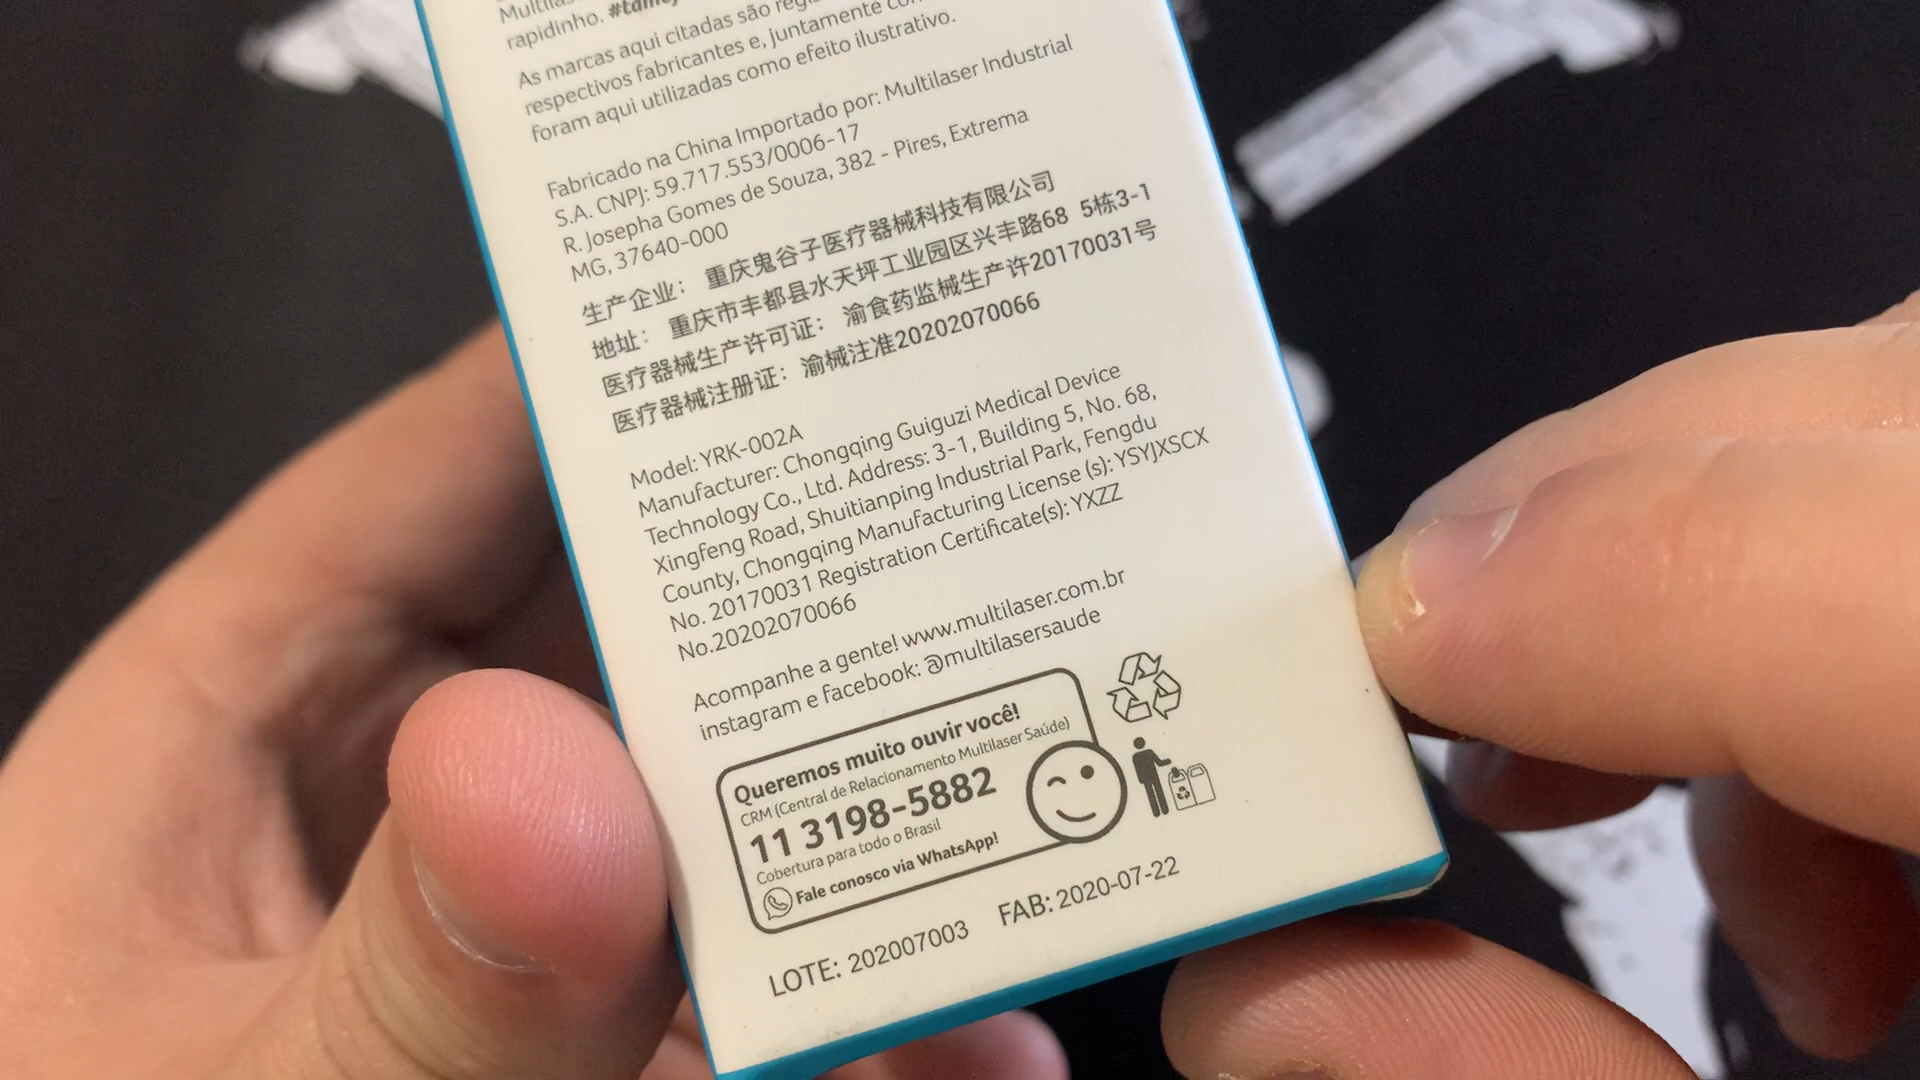 Multilas
rapidinho.
As marcas aqui citadas são
respectivos fabricantes e, juntamente
foram aqui utilizadas como efeito ilustrativo.
Fabricado na China Importado por: Multilaser Industrial
S.A. CNPJ: 59.717.553/0006-17
R. Josepha Gomes de Souza, 382 - Pires, Extrema
MG, 37640-000
生产企业： 重庆鬼谷子医疗器械科技有限公司
地址： 重庆市丰都县水天坪工业园区兴丰路68 5栋3-1
医疗器械生产许可证： 渝食药监械生产许20170031号
医疗器械注册证：渝械注准20202070066
Model: YRK-002A
Manufacturer: Chongqing Guiguzi Medical Device
Technology Co., Ltd. Address: 3-1, Building 5, No. 68,
Xingfeng Road, Shuitianping Industrial Park, Fengdu
County, Chongqing Manufacturing License (s): YSYJXSCX
No. 20170031 Registration Certificate(s): YXZZ
No.20202070066
Acompanhe a gente! www.multilaser.com.br
instagram e facebook: @multilasersaude
Queremos muito ouvir você!
CRM (Central de Relacionamento Multilaser Saúde)
11 3198-5882
Cobertura para todo o Brasil
Fale conosco via WhatsApp!
LOTE: 202007003 FAB: 2020-07-22